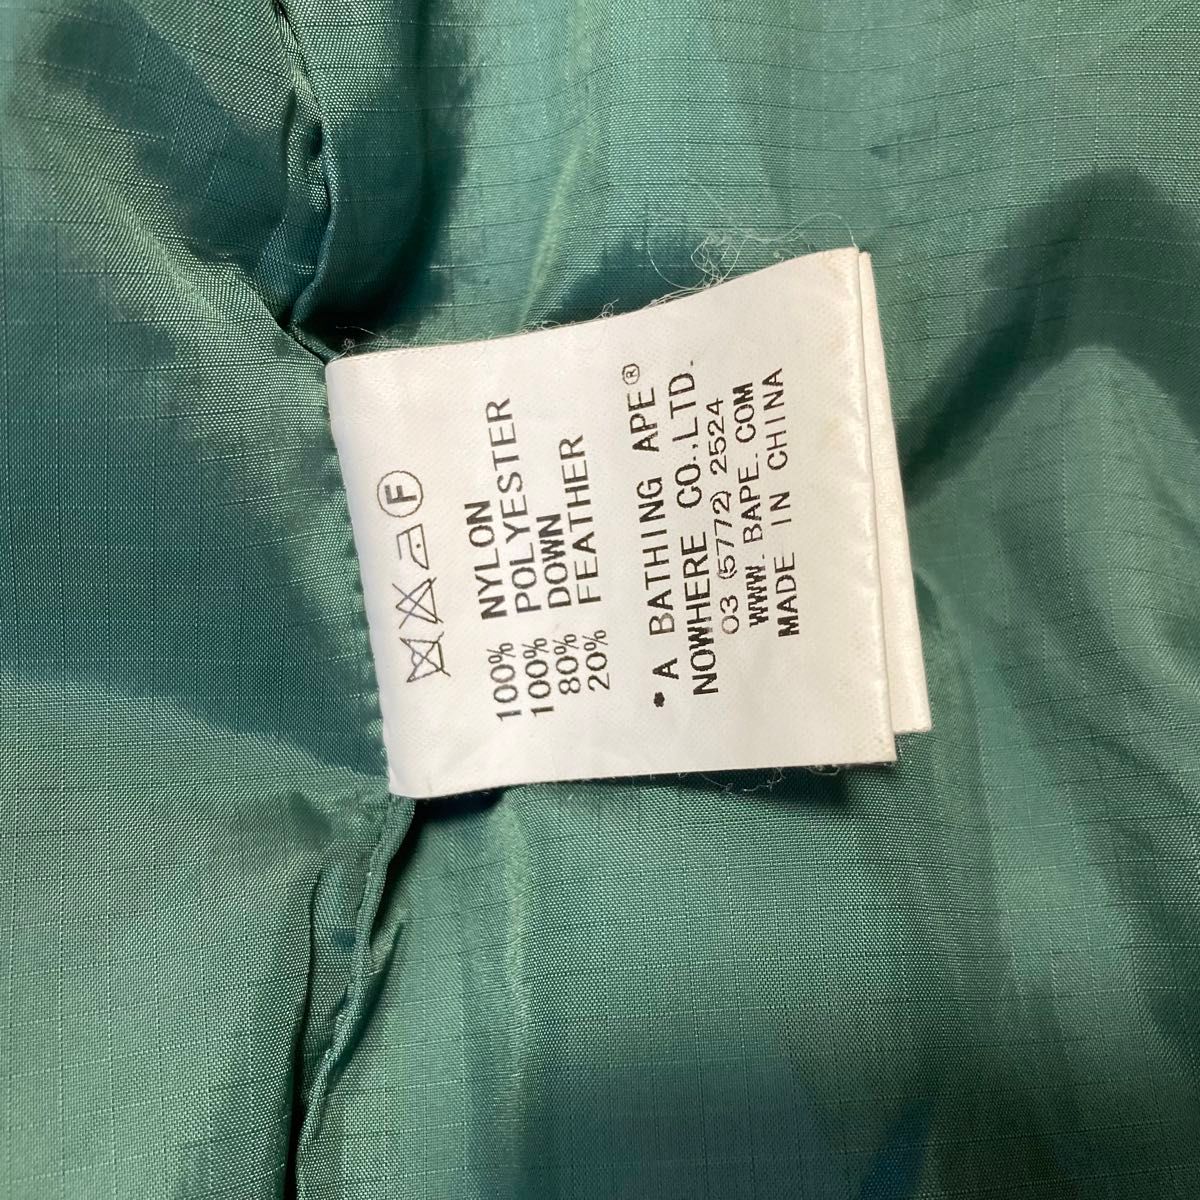 F
100% NYLON
100% POLYESTER
80% DOWN
20% FEATHER
*A BATHING APE®
NOWHERE CO.,LTD.
03 (5772) 2524
WWW. BAPE. COM
MADE IN CHINA